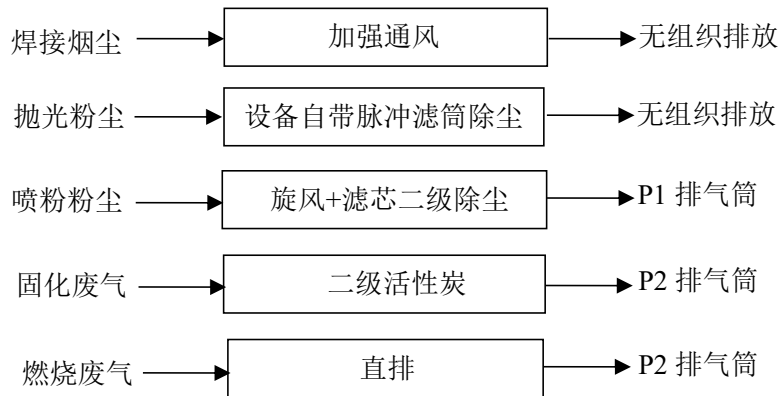 焊接烟尘 加强通风 无组织排放
抛光粉尘 设备自带脉冲滤筒除尘 无组织排放
喷粉粉尘 旋风+滤芯二级除尘 P1 排气筒
固化废气 二级活性炭 P2 排气筒
燃烧废气 直排 P2 排气筒